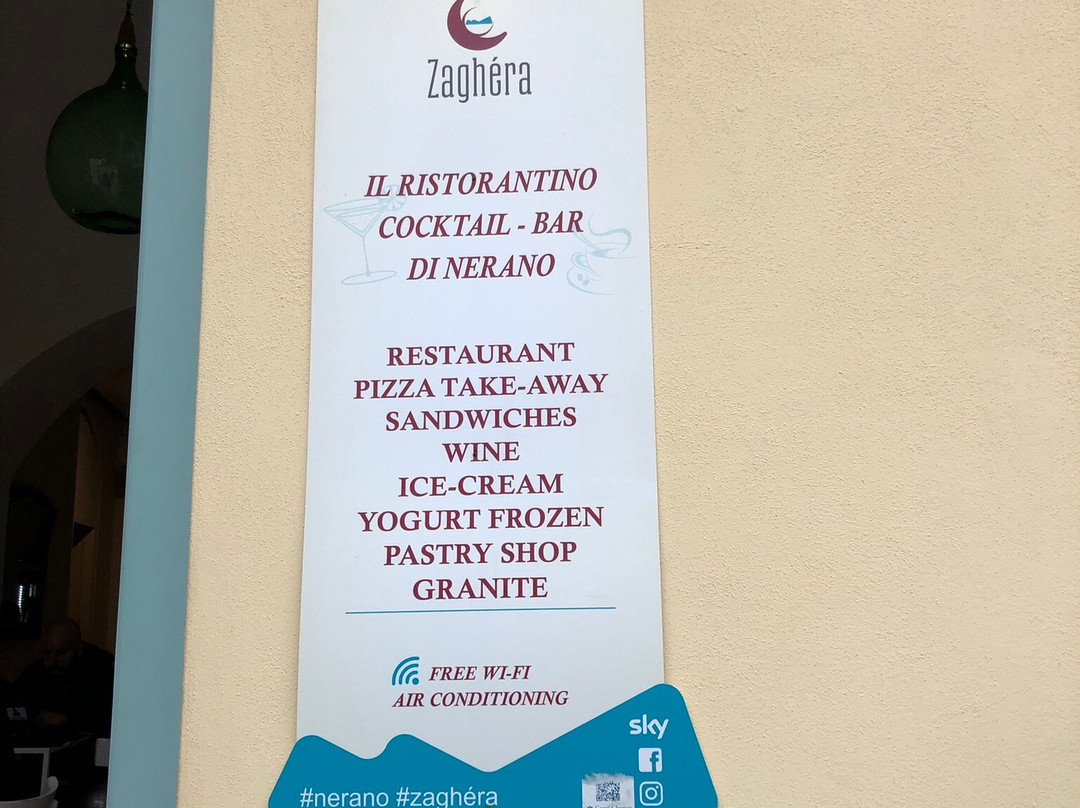 Zaghéra
IL RISTORANTINO
COCKTAIL - BAR
DI NERANO
RESTAURANT
PIZZA TAKE-AWAY
SANDWICHES
WINE
ICE-CREAM
YOGURT FROZEN
PASTRY SHOP
GRANITE
FREE WI-FI
AIR CONDITIONING
sky
#nerano #zaghéra